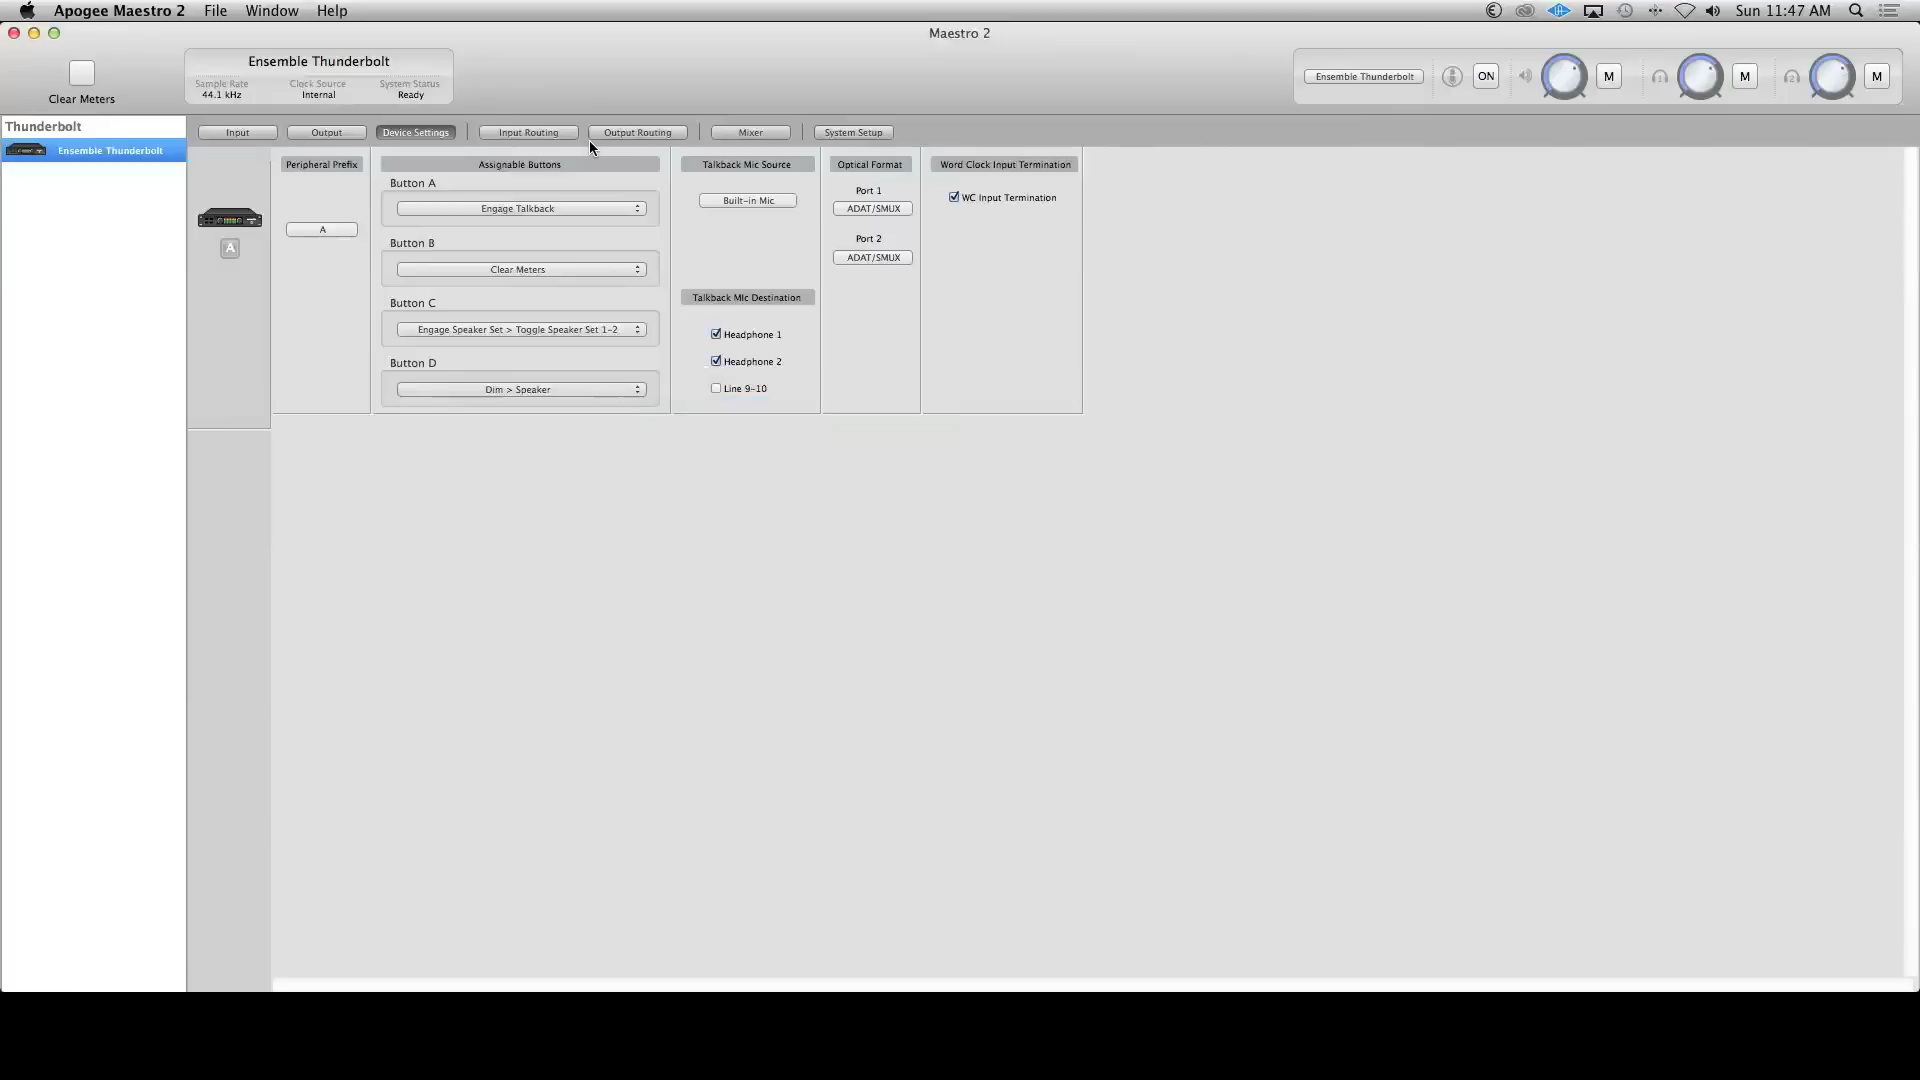 Apogee Maestro 2 File Window Help Sun 11:47 AM
Maestro 2
Clear Meters
Ensemble Thunderbolt
Sample Rate Clock Source System Status
44.1 kHz Internal Ready
Ensemble Thunderbolt ON M 1 M 2 M
Thunderbolt
Ensemble Thunderbolt
Input Output Device Settings Input Routing Output Routing Mixer System Setup
A
Peripheral Prefix
A
Assignable Buttons
Button A
Engage Talkback
Button B
Clear Meters
Button C
Engage Speaker Set > Toggle Speaker Set 1-2
Button D
Dim > Speaker
Talkback Mic Source
Built-in Mic
Talkback MIc Destination
Headphone 1
Headphone 2
Line 9-10
Optical Format
Port 1
ADAT/SMUX
Port 2
ADAT/SMUX
Word Clock Input Termination
WC Input Termination